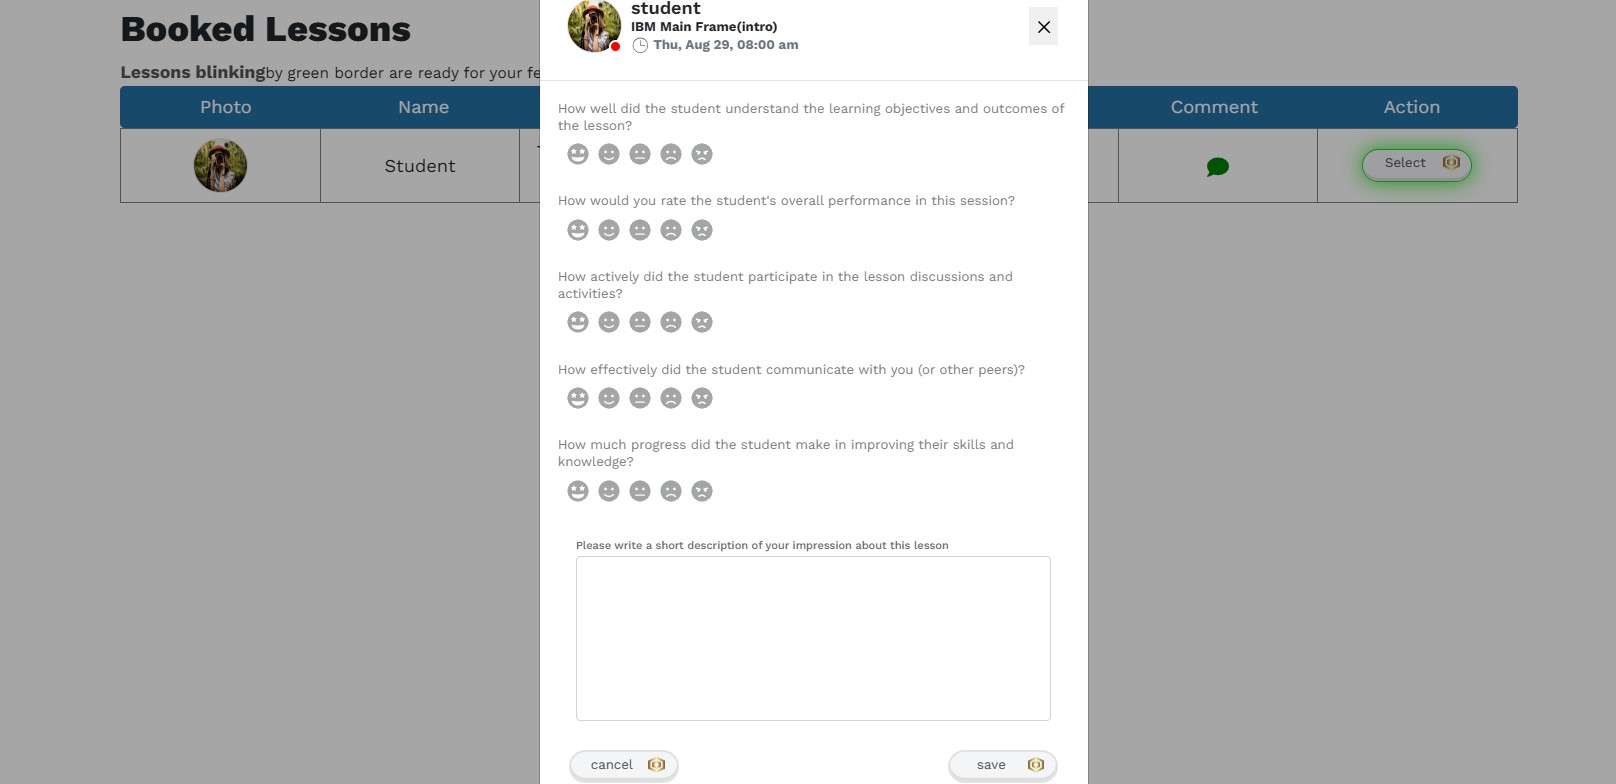 Booked Lessons
Lessons blinking by green border are ready for your fe
Photo Name Comment Action
Student Select
student
IBM Main Frame(intro)
Thu, Aug 29, 08:00 am
How well did the student understand the learning objectives and outcomes of
the lesson?
How would you rate the student's overall performance in this session?
How actively did the student participate in the lesson discussions and
activities?
How effectively did the student communicate with you (or other peers)?
How much progress did the student make in improving their skills and
knowledge?
Please write a short description of your impression about this lesson
cancel save